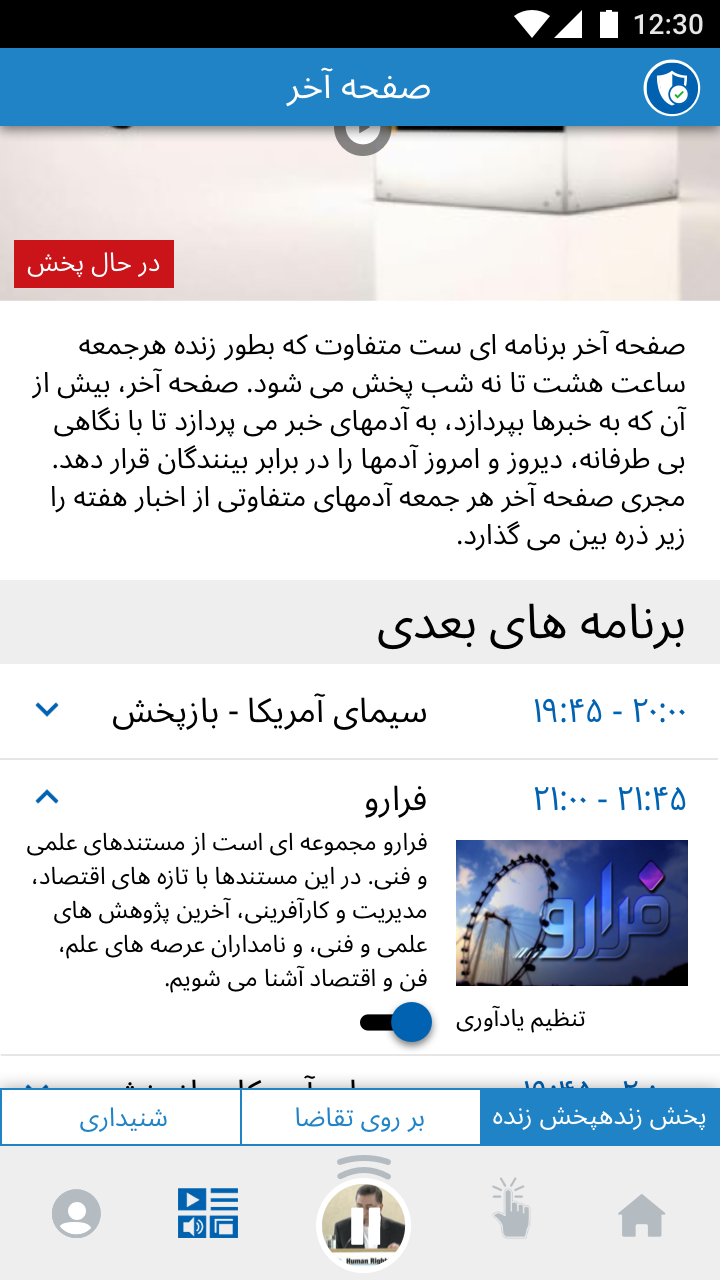 12:30
صفحه آخر
در حال پخش
صفحه آخر برنامه ای ست متفاوت که بطور زنده هرجمعه
ساعت هشت تا نه شب پخش می شود. صفحه آخر، بیش از
آن که به خبرها بپردازد، به آدمهای خبر می پردازد تا با نگاهی
بی طرفانه، دیروز و امروز آدمها را در برابر بینندگان قرار دهد.
مجری صفحه آخر هر جمعه آدمهای متفاوتی از اخبار هفته را
زیر ذره بین می گذارد.
برنامه های بعدی
۱۹:۴۵ - ۲۰:۰۰
سیمای آمریکا - بازپخش
۲۱:۰۰ - ۲۱:۴۵
فرارو
فرارو مجموعه ای است از مستندهای علمی
و فنی. در این مستندها با تازه های اقتصاد،
مدیریت و کارآفرینی، آخرین پژوهش های
علمی و فنی، و نامداران عرصه های علم،
فن و اقتصاد آشنا می شویم.
فرارو
تنظیم یادآوری
پخش زندهپخش زنده
بر روی تقاضا
شنیداری
Human Right